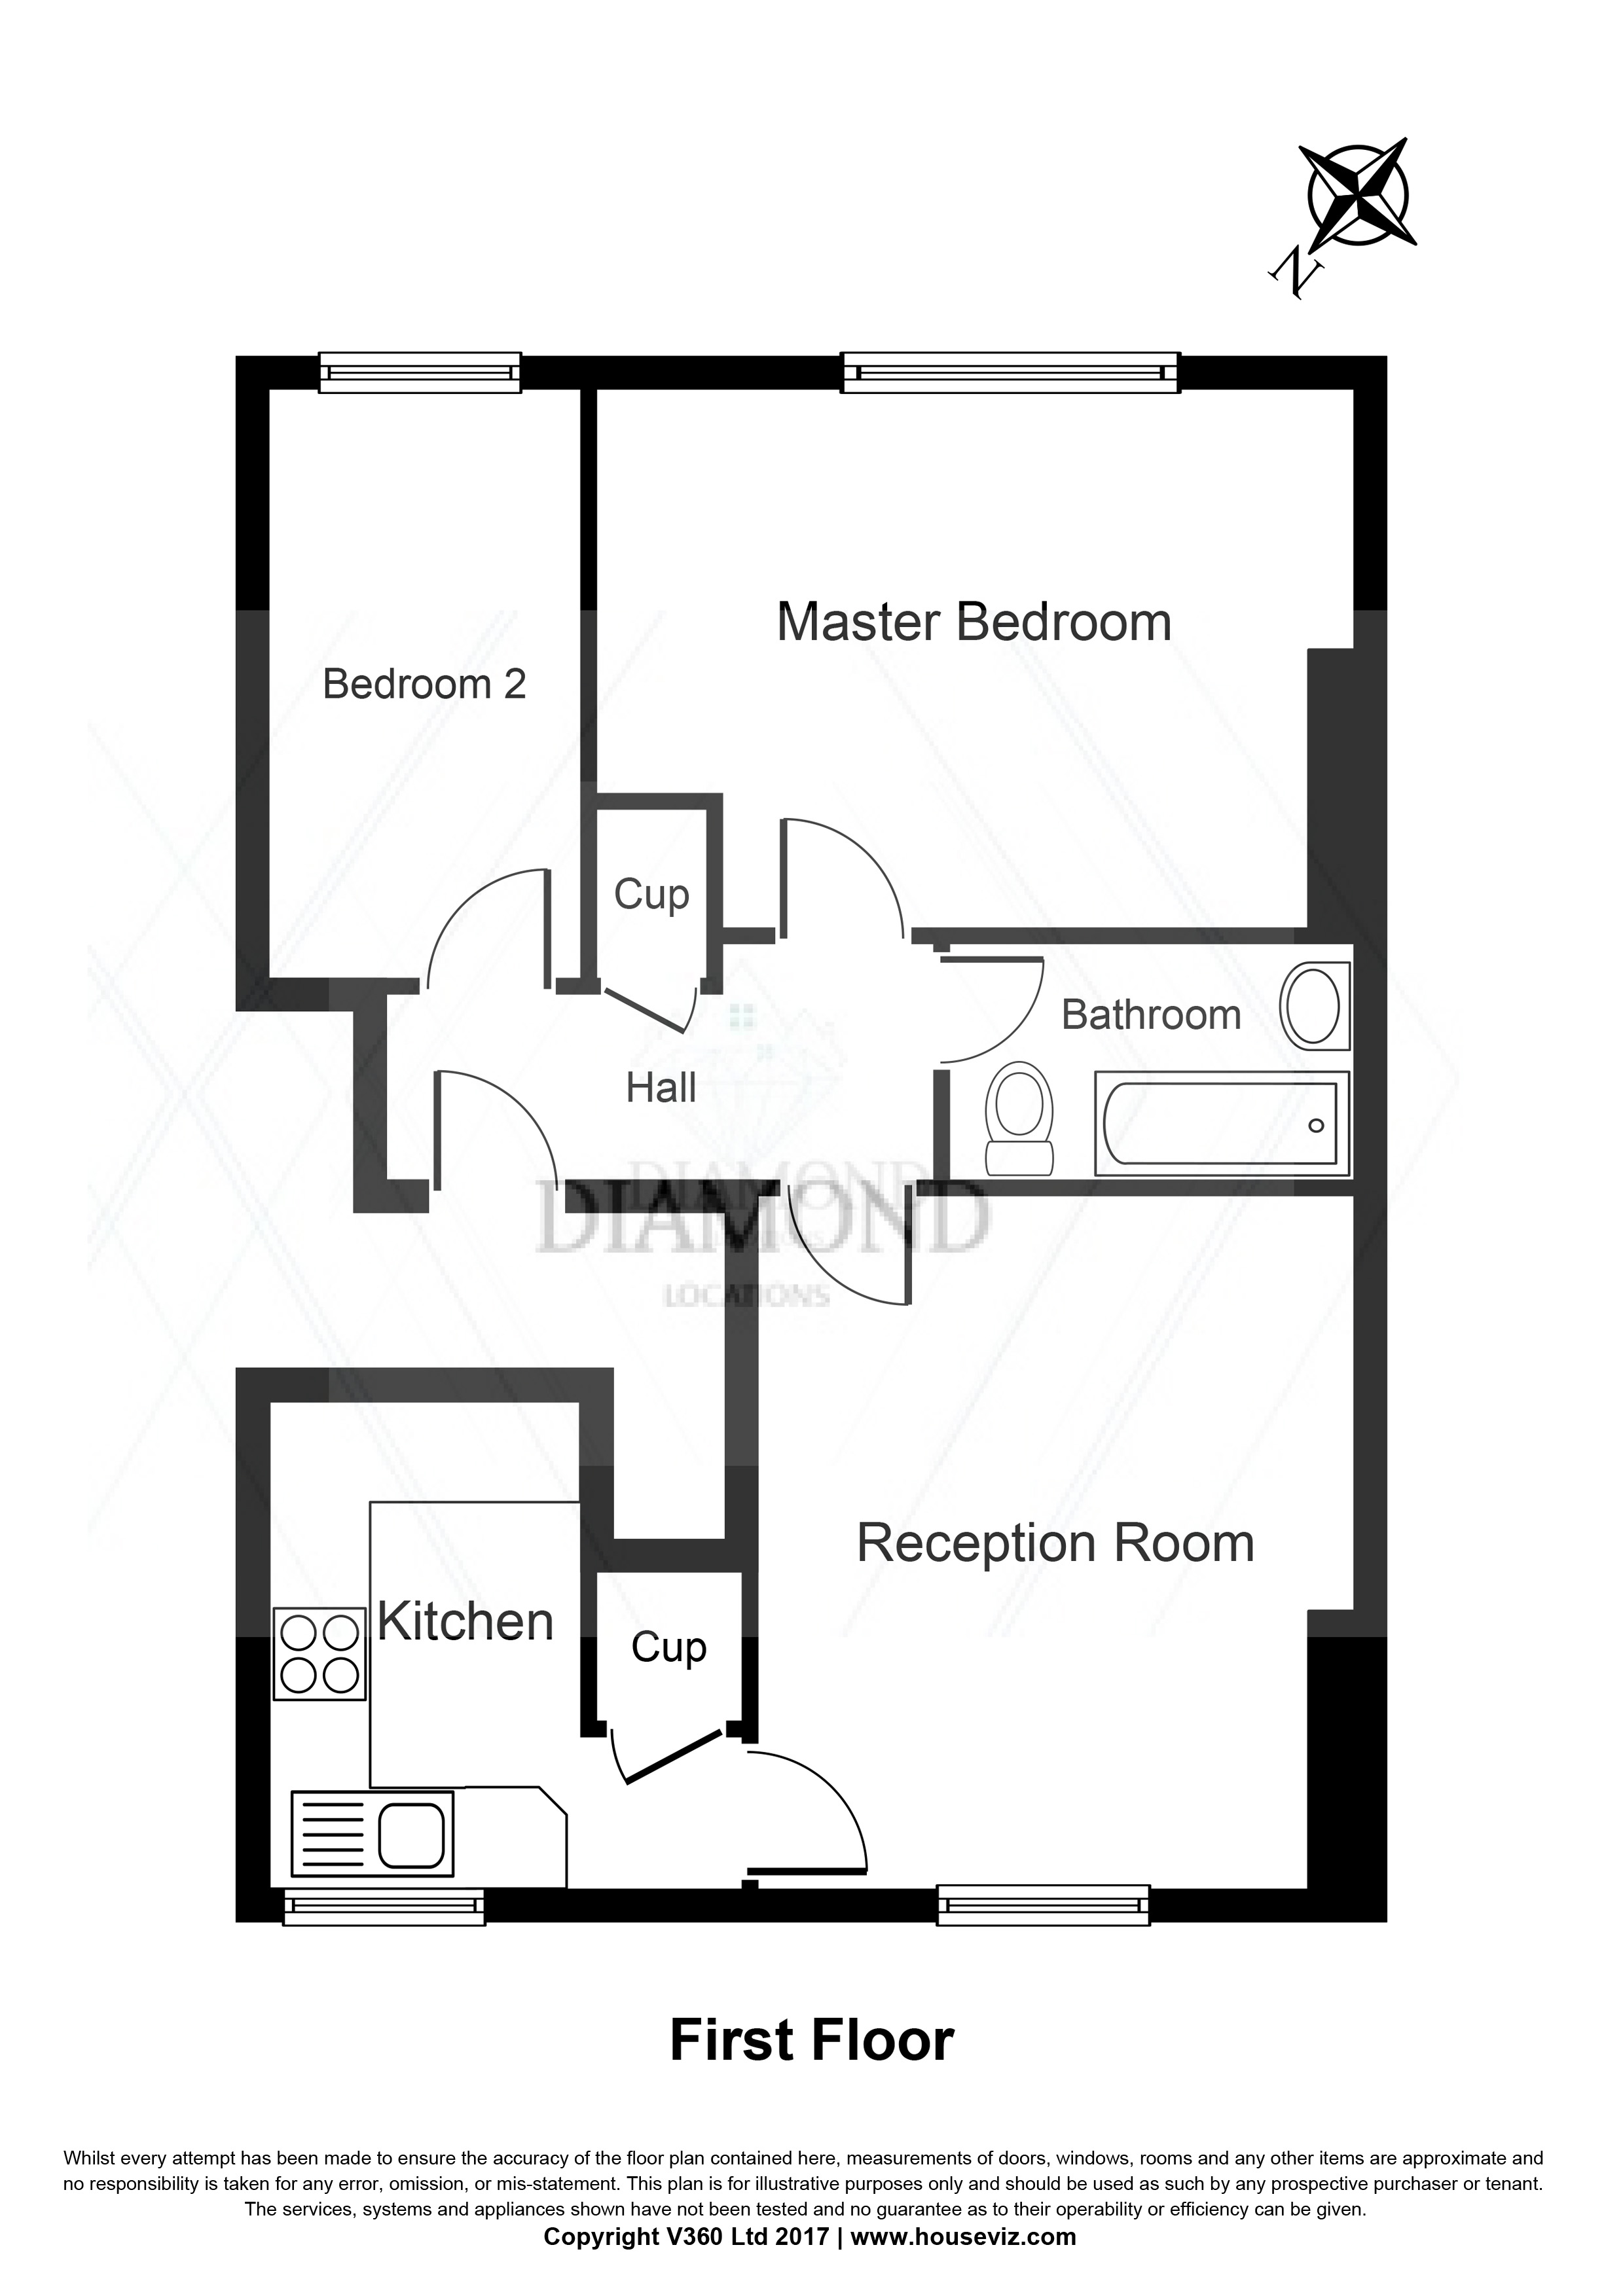 N
Master Bedroom
Bedroom 2
Cup
Bathroom
Hall
DIAMOND
DIAMOND
LOCATIONS
Reception Room
Kitchen
Cup
First Floor
Whilst every attempt has been made to ensure the accuracy of the floor plan contained here, measurements of doors, windows, rooms and any other items are approximate and
no responsibility is taken for any error, omission, or mis-statement. This plan is for illustrative purposes only and should be used as such by any prospective purchaser or tenant.
The services, systems and appliances shown have not been tested and no guarantee as to their operability or efficiency can be given.
Copyright V360 Ltd 2017 | www.houseviz.com